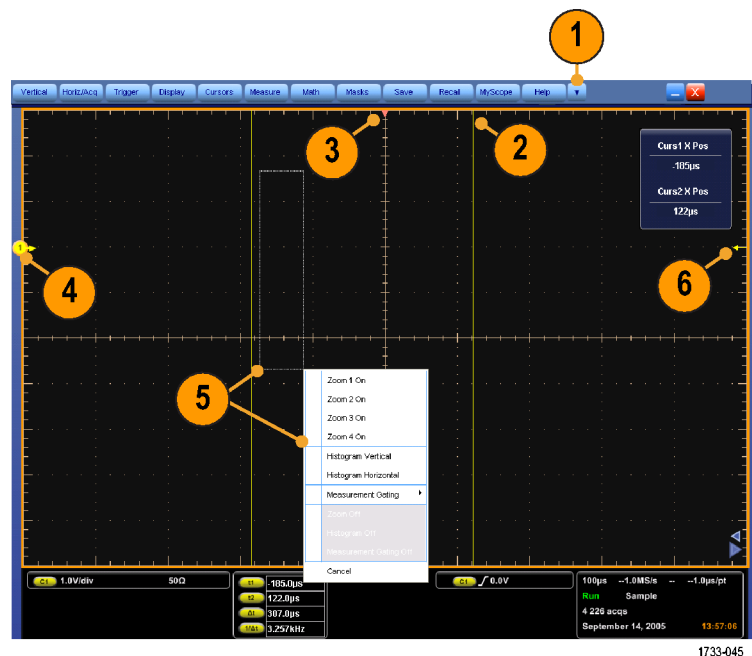 1
Vertical Horiz/Acq Trigger Display Cursors Measure Math Masks Save Recall MyScope Help
X
3
2
Curs1 X Pos
-185µs
Curs2 X Pos
122µs
1
4
6
5
Zoom 1 On
Zoom 2 On
Zoom 3 On
Zoom 4 On
Histogram Vertical
Histogram Horizontal
Measurement Gating
Zoom Off
Histogram Off
Measurement Gating Off
Cancel
C1 1.0V/div 50Ω
t1 -185.0µs
t2 122.0µs
Δt 307.0µs
1/Δt 3.257kHz
C1 0.0V
100µs --1.0MS/s -- --1.0µs/pt
Run Sample
4 226 acqs
September 14, 2005 13:57:06
1733-045